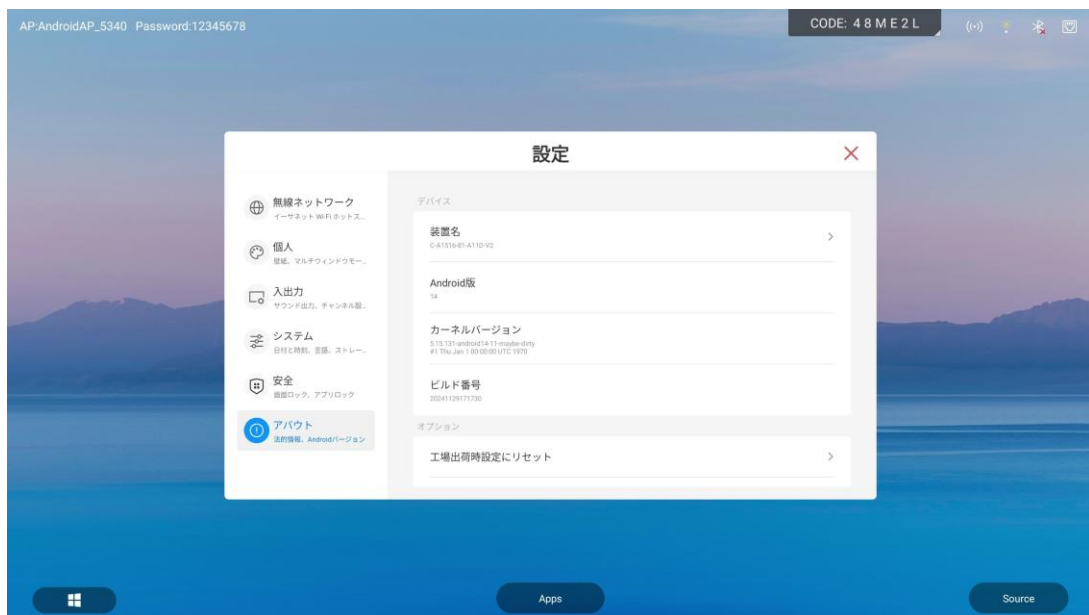 AP:AndroidAP_5340 Password:12345678
CODE: 4 8 M E 2 L
設定
無線ネットワーク
イーサネット Wi-Fi ホットス...
個人
壁紙、マルチウィンドウモー...
入出力
サウンド出力、チャンネル服...
システム
日付と時刻、言語、ストレー...
安全
画面ロック、アプリロック
アバウト
法的情報、Androidバージョン
デバイス
装置名
C-A1516-81-A11D-V2
Android版
14
カーネルバージョン
5.15.131-android14-11-maybe-dirty
#1 Thu Jan 1 00:00:00 UTC 1970
ビルド番号
20241129171730
オプション
工場出荷時設定にリセット
Apps
Source